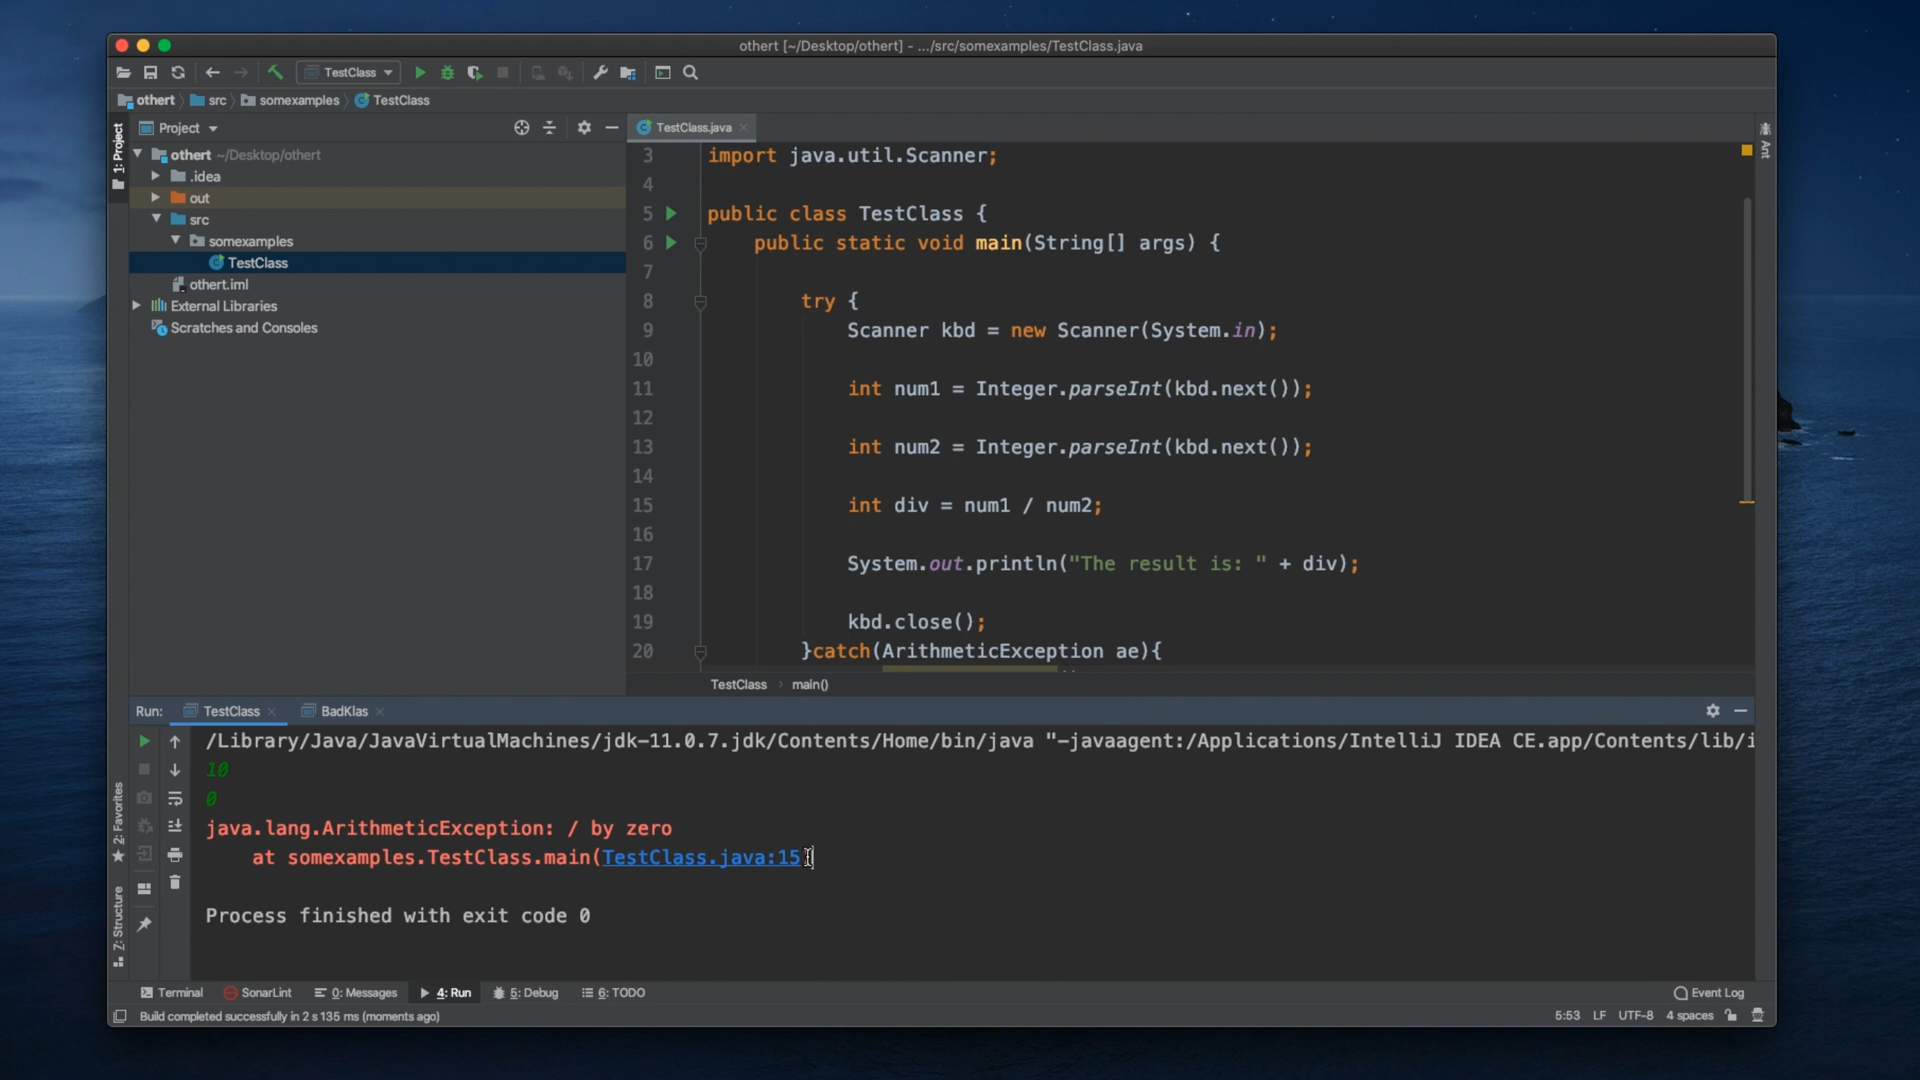 othert [~/Desktop/othert] - .../src/somexamples/TestClass.java
TestClass
othert src somexamples TestClass
Project
TestClass.java
1: Project
Ant
othert ~/Desktop/othert
.idea
out
src
somexamples
TestClass
othert.iml
External Libraries
Scratches and Consoles
3 import java.util.Scanner;
4
5 public class TestClass {
6 public static void main(String[] args) {
7
8 try {
9 Scanner kbd = new Scanner(System.in);
10
11 int num1 = Integer.parseInt(kbd.next());
12
13 int num2 = Integer.parseInt(kbd.next());
14
15 int div = num1 / num2;
16
17 System.out.println("The result is: " + div);
18
19 kbd.close();
20 }catch(ArithmeticException ae){
TestClass › main()
Run: TestClass BadKlas
/Library/Java/JavaVirtualMachines/jdk-11.0.7.jdk/Contents/Home/bin/java "-javaagent:/Applications/IntelliJ IDEA CE.app/Contents/lib/i
10
0
java.lang.ArithmeticException: / by zero
at somexamples.TestClass.main(TestClass.java:15)
Process finished with exit code 0
2: Favorites
7: Structure
Terminal SonarLint 0: Messages 4: Run 5: Debug 6: TODO Event Log
Build completed successfully in 2 s 135 ms (moments ago) 5:53 LF UTF-8 4 spaces